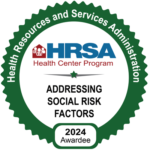 Health Resources and Services Administration
HRSA
Health Center Program
ADDRESSING
SOCIAL RISK
FACTORS
2024
Awardee